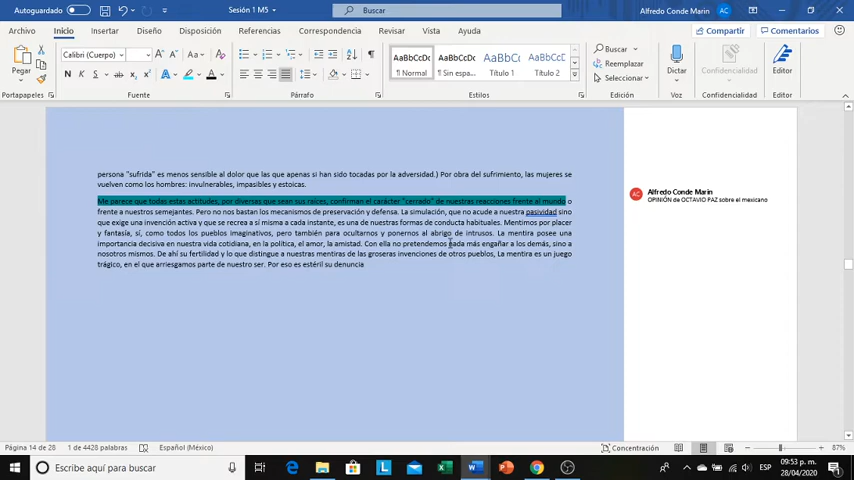 Autoguardado
Sesión 1 M5
Buscar
Alfredo Conde Marin
AC
Archivo Inicio Insertar Diseño Disposición Referencias Correspondencia Revisar Vista Ayuda
Compartir Comentarios
Pegar
Calibri (Cuerpo)
N K S
AaBbCcDc AaBbCcDc AaBbC AaBbCcD
¶ Normal ¶ Sin espa... Título 1 Título 2
Buscar
Reemplazar
Seleccionar
Dictar
Confidencialidad
Editor
Portapapeles Fuente Párrafo Estilos Edición Voz Confidencialidad Editor
persona "sufrida" es menos sensible al dolor que las que apenas si han sido tocadas por la adversidad.) Por obra del sufrimiento, las mujeres se
vuelven como los hombres: invulnerables, impasibles y estoicas.
Me parece que todas estas actitudes, por diversas que sean sus raíces, confirman el carácter "cerrado" de nuestras reacciones frente al mundo o
frente a nuestros semejantes. Pero no nos bastan los mecanismos de preservación y defensa. La simulación, que no acude a nuestra pasividad sino
que exige una invención activa y que se recrea a sí misma a cada instante, es una de nuestras formas de conducta habituales. Mentimos por placer
y fantasía, sí, como todos los pueblos imaginativos, pero también para ocultarnos y ponernos al abrigo de intrusos. La mentira posee una
importancia decisiva en nuestra vida cotidiana, en la política, el amor, la amistad. Con ella no pretendemos nada más engañar a los demás, sino a
nosotros mismos. De ahí su fertilidad y lo que distingue a nuestras mentiras de las groseras invenciones de otros pueblos, La mentira es un juego
trágico, en el que arriesgamos parte de nuestro ser. Por eso es estéril su denuncia
AC
Alfredo Conde Marin
OPINIÓN de OCTAVIO PAZ sobre el mexicano
Página 14 de 28 1 de 4428 palabras Español (México)
Concentración
87%
Escribe aquí para buscar
ESP
09:53 p. m.
28/04/2020